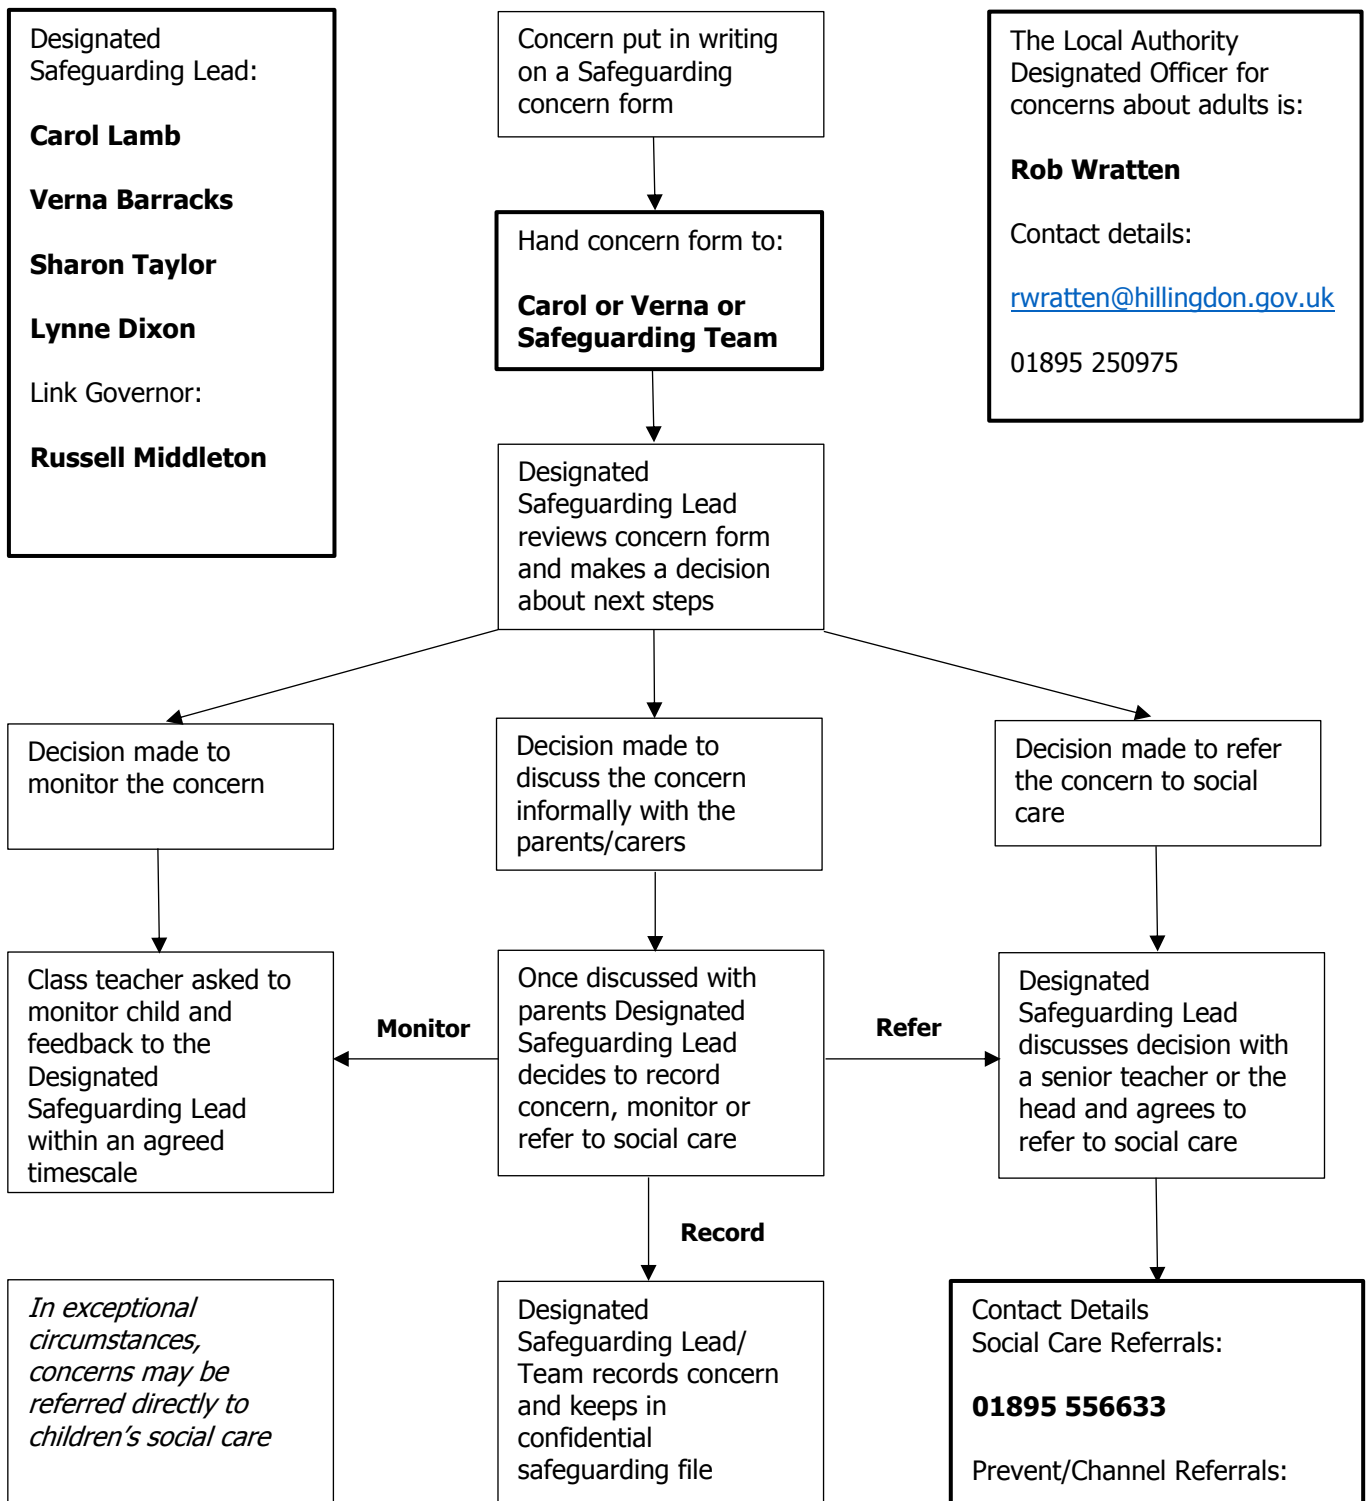 Designated
Safeguarding Lead:
Carol Lamb
Verna Barracks
Sharon Taylor
Lynne Dixon
Link Governor:
Russell Middleton
Concern put in writing
on a Safeguarding
concern form
The Local Authority
Designated Officer for
concerns about adults is:
Rob Wratten
Contact details:
rwratten@hillingdon.gov.uk
01895 250975
Hand concern form to:
Carol or Verna or
Safeguarding Team
Designated
Safeguarding Lead
reviews concern form
and makes a decision
about next steps
Decision made to
monitor the concern
Decision made to
discuss the concern
informally with the
parents/carers
Decision made to refer
the concern to social
care
Class teacher asked to
monitor child and
feedback to the
Designated
Safeguarding Lead
within an agreed
timescale
Monitor
Once discussed with
parents Designated
Safeguarding Lead
decides to record
concern, monitor or
refer to social care
Refer
Designated
Safeguarding Lead
discusses decision with
a senior teacher or the
head and agrees to
refer to social care
Record
In exceptional
circumstances,
concerns may be
referred directly to
children’s social care
Designated
Safeguarding Lead/
Team records concern
and keeps in
confidential
safeguarding file
Contact Details
Social Care Referrals:
01895 556633
Prevent/Channel Referrals: